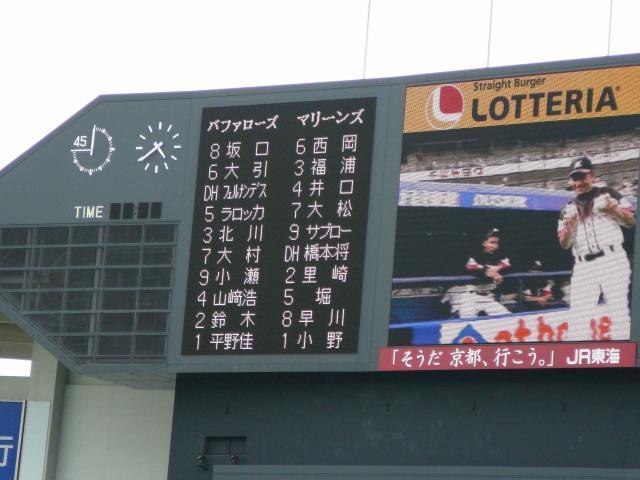 Straight Burger
LOTTERIA
45
TIME
バファローズ マリーンズ
8 坂口 6 西岡
6 大引 3 福浦
DH フェルナンデス 4 井口
5 ラロッカ 7 大松
3 北川 9 サブロー
7 大村 DH 橋本将
9 小瀬 2 里崎
4 山崎浩 5 堀
2 鈴木 8 早川
1 平野佳 1 小野
「そうだ 京都、行こう。」 JR東海
行